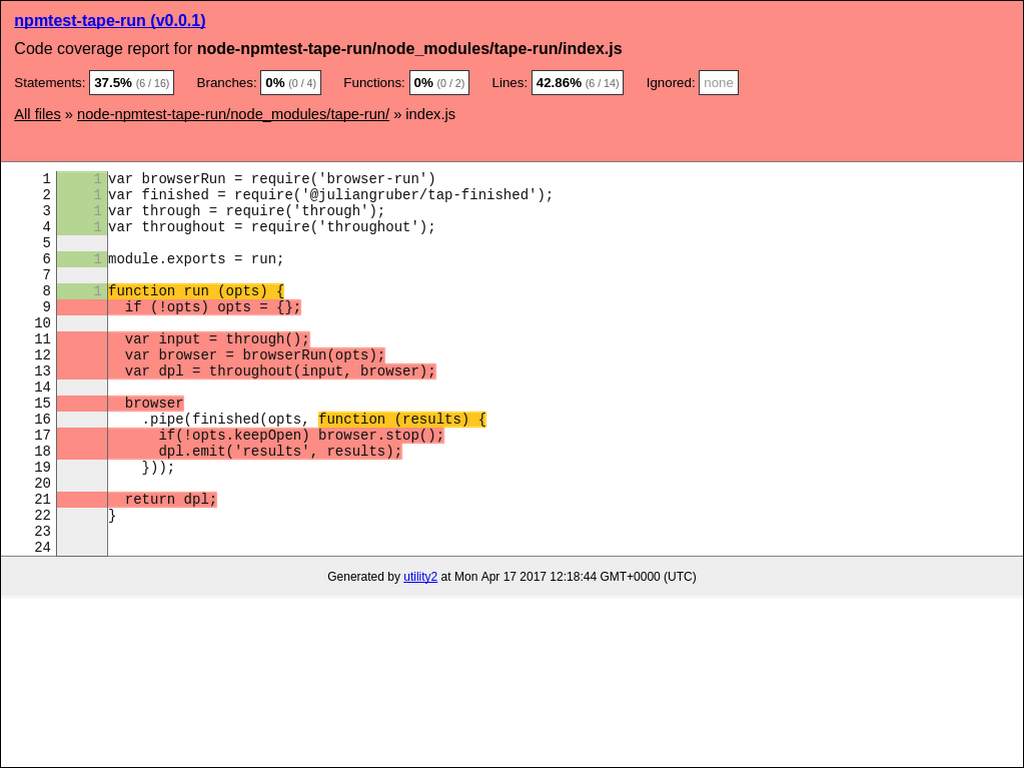 npmtest-tape-run (v0.0.1)
Code coverage report for node-npmtest-tape-run/node_modules/tape-run/index.js
Statements: 37.5% (6 / 16) Branches: 0% (0 / 4) Functions: 0% (0 / 2) Lines: 42.86% (6 / 14) Ignored: none
All files » node-npmtest-tape-run/node_modules/tape-run/ » index.js
1 1 var browserRun = require('browser-run')
2 1 var finished = require('@juliangruber/tap-finished');
3 1 var through = require('through');
4 1 var throughout = require('throughout');
5
6 1 module.exports = run;
7
8 1 function run (opts) {
9   if (!opts) opts = {};
10
11   var input = through();
12   var browser = browserRun(opts);
13   var dpl = throughout(input, browser);
14
15   browser
16     .pipe(finished(opts, function (results) {
17       if(!opts.keepOpen) browser.stop();
18       dpl.emit('results', results);
19     }));
20
21   return dpl;
22 }
23
24
Generated by utility2 at Mon Apr 17 2017 12:18:44 GMT+0000 (UTC)